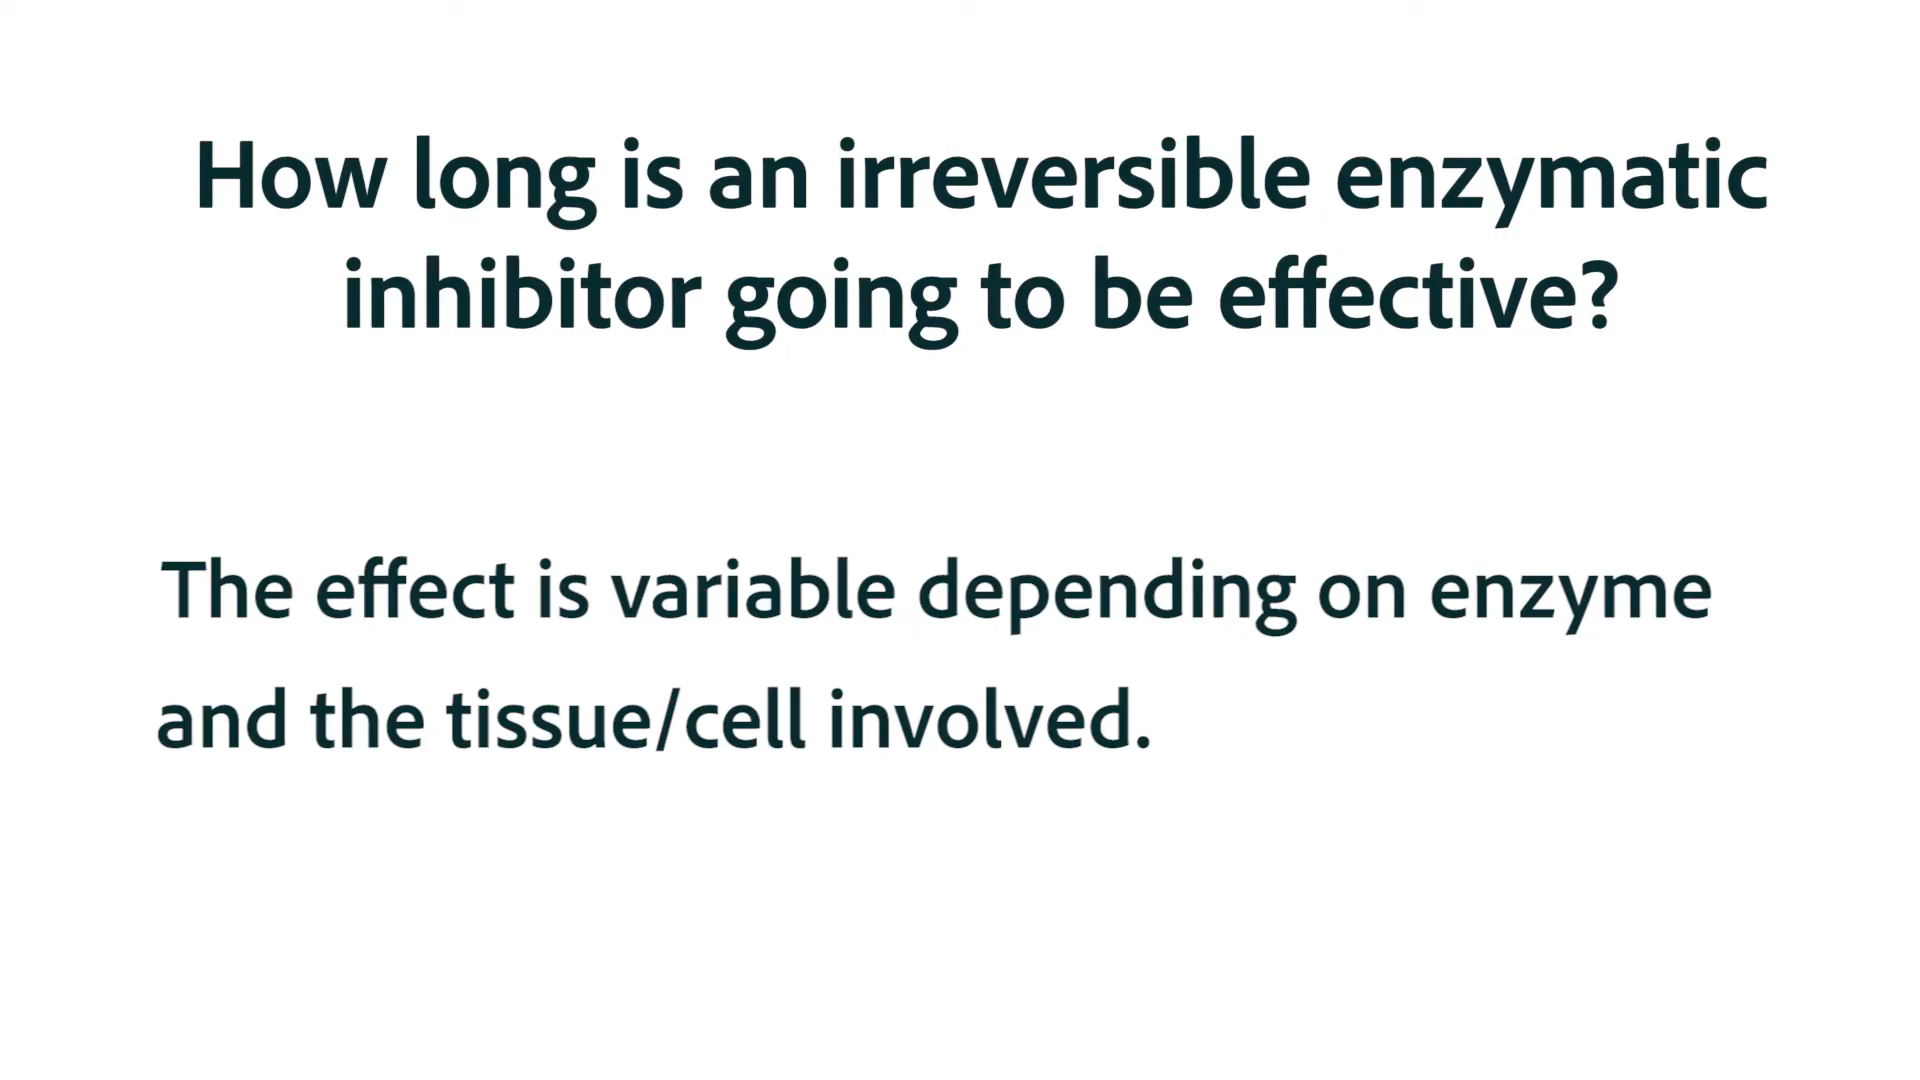 How long is an irreversible enzymatic
inhibitor going to be effective?
The effect is variable depending on enzyme
and the tissue/cell involved.